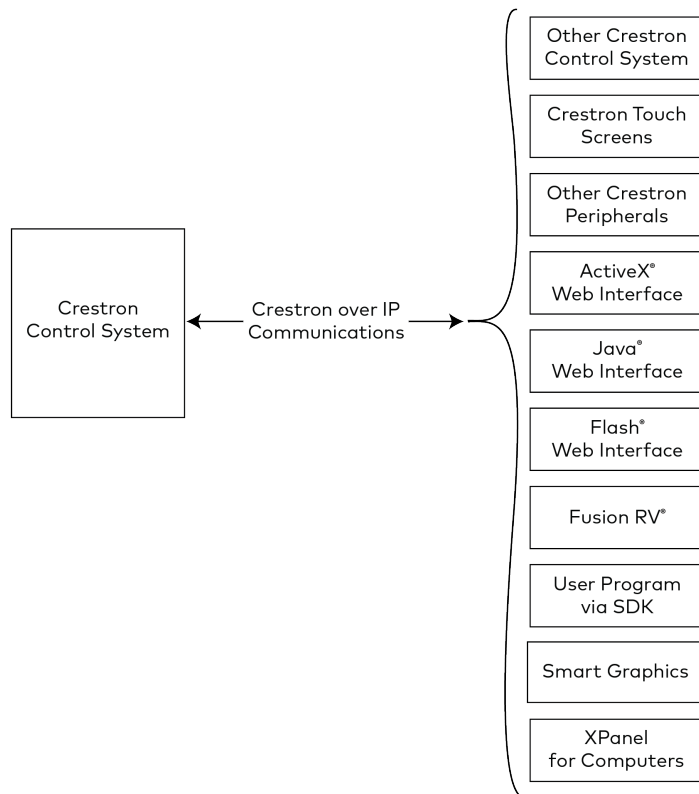 Other Crestron
Control System
Crestron Touch
Screens
Other Crestron
Peripherals
ActiveX®
Web Interface
Crestron
Control System
Crestron over IP
Communications
Java®
Web Interface
Flash®
Web Interface
Fusion RV®
User Program
via SDK
Smart Graphics
XPanel
for Computers